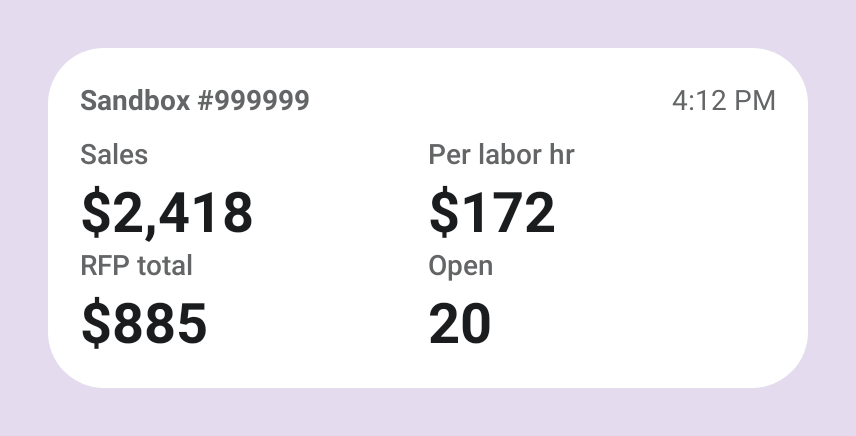 Sandbox #999999 4:12 PM
Sales Per labor hr
$2,418 $172
RFP total Open
$885 20